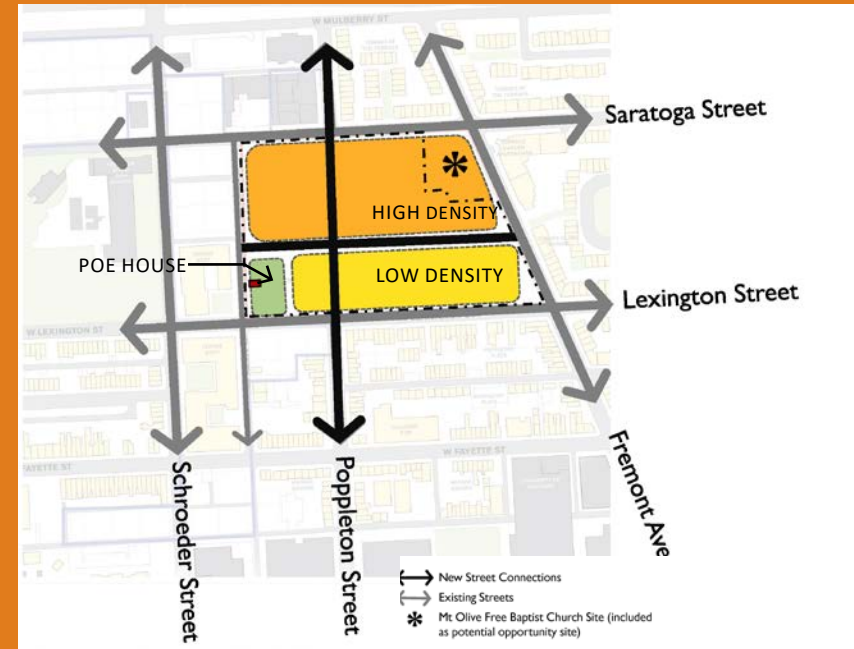 W MULBERRY ST
Saratoga Street
HIGH DENSITY
POE HOUSE
LOW DENSITY
Lexington Street
W LEXINGTON ST
W FAYETTE ST
AYETTE ST
Schroeder Street
Poppleton Street
Fremont Ave
New Street Connections
Existing Streets
Mt Olive Free Baptist Church Site (included
as potential opportunity site)